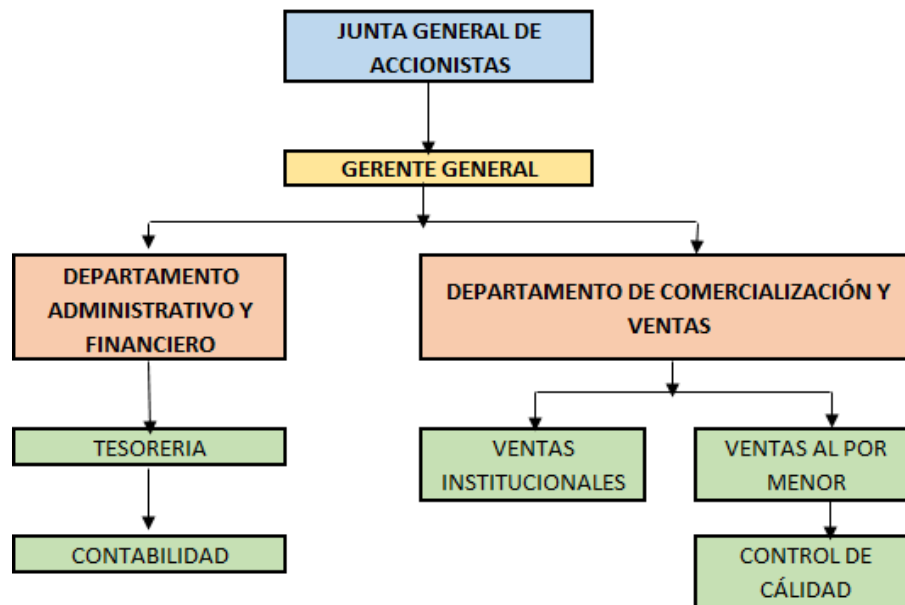 JUNTA GENERAL DE
ACCIONISTAS
GERENTE GENERAL
DEPARTAMENTO
ADMINISTRATIVO Y
FINANCIERO
DEPARTAMENTO DE COMERCIALIZACIÓN Y
VENTAS
TESORERIA
VENTAS
INSTITUCIONALES
VENTAS AL POR
MENOR
CONTABILIDAD
CONTROL DE
CÁLIDAD